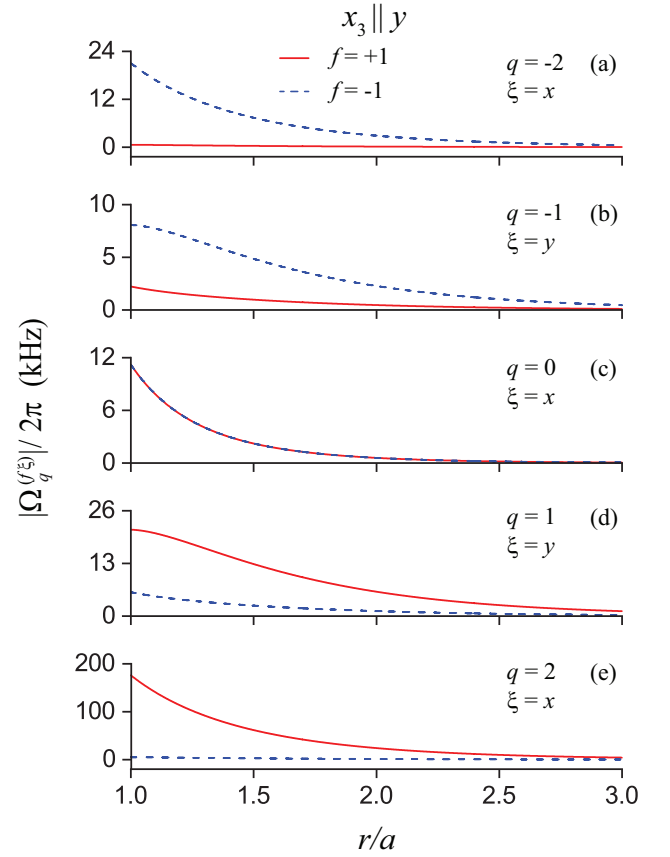 x₃ || y
f = +1
f = -1
24
12
0
q = -2 (a)
ξ = x
10
5
0
q = -1 (b)
ξ = y
12
6
0
q = 0 (c)
ξ = x
26
13
0
q = 1 (d)
ξ = y
200
100
0
q = 2 (e)
ξ = x
1.0 1.5 2.0 2.5 3.0
r/a
|Ω_q^(fξ)| / 2π (kHz)